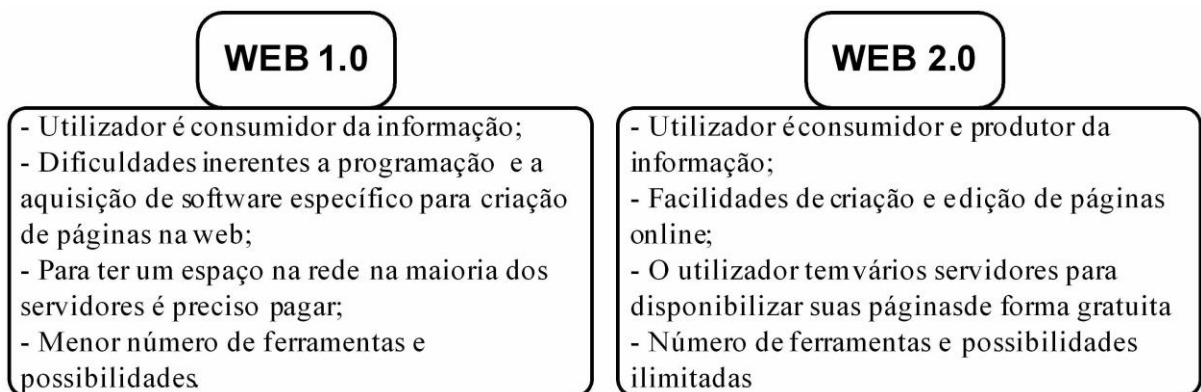 WEB 1.0
- Utilizador é consumidor da informação;
- Dificuldades inerentes a programação e a
aquisição de software específico para criação
de páginas na web;
- Para ter um espaço na rede na maioria dos
servidores é preciso pagar;
- Menor número de ferramentas e
possibilidades.
WEB 2.0
- Utilizador éconsumidor e produtor da
informação;
- Facilidades de criação e edição de páginas
online;
- O utilizador temvários servidores para
disponibilizar suas páginasde forma gratuita
- Número de ferramentas e possibilidades
ilimitadas